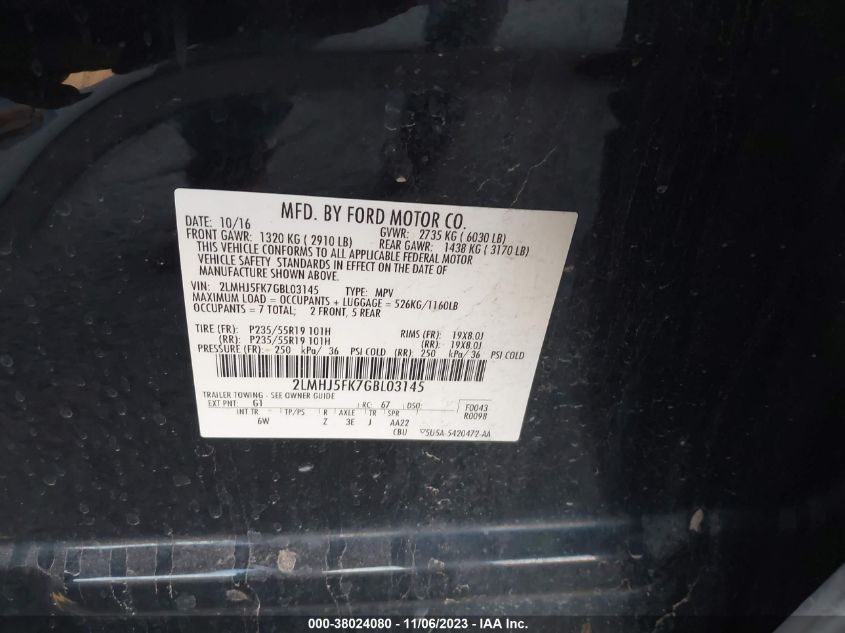 MFD. BY FORD MOTOR CO.
DATE: 10/16 GVWR: 2735 KG ( 6030 LB)
FRONT GAWR: 1320 KG ( 2910 LB) REAR GAWR: 1438 KG ( 3170 LB)
THIS VEHICLE CONFORMS TO ALL APPLICABLE FEDERAL MOTOR
VEHICLE SAFETY STANDARDS IN EFFECT ON THE DATE OF
MANUFACTURE SHOWN ABOVE.
VIN: 2LMHJ5FK7GBL03145 TYPE: MPV
MAXIMUM LOAD = OCCUPANTS + LUGGAGE = 526KG/1160LB
OCCUPANTS = 7 TOTAL; 2 FRONT, 5 REAR
TIRE (FR): P235/55R19 101H RIMS (FR): 19X8.0J
(RR): P235/55R19 101H (RR): 19X8.0J
PRESSURE (FR): 250 kPa/ 36 PSI COLD (RR): 250 kPa/ 36 PSI COLD
2LMHJ5FK7GBL03145
TRAILER TOWING - SEE OWNER GUIDE
EXT PNT: G1 RC: 67 DSO: F0043
INT TR TP/PS R AXLE TR SPR R0098
6W Z 3E J AA22
CBU 5U5A-5420472-AA
000-38024080 - 11/06/2023 - IAA Inc.